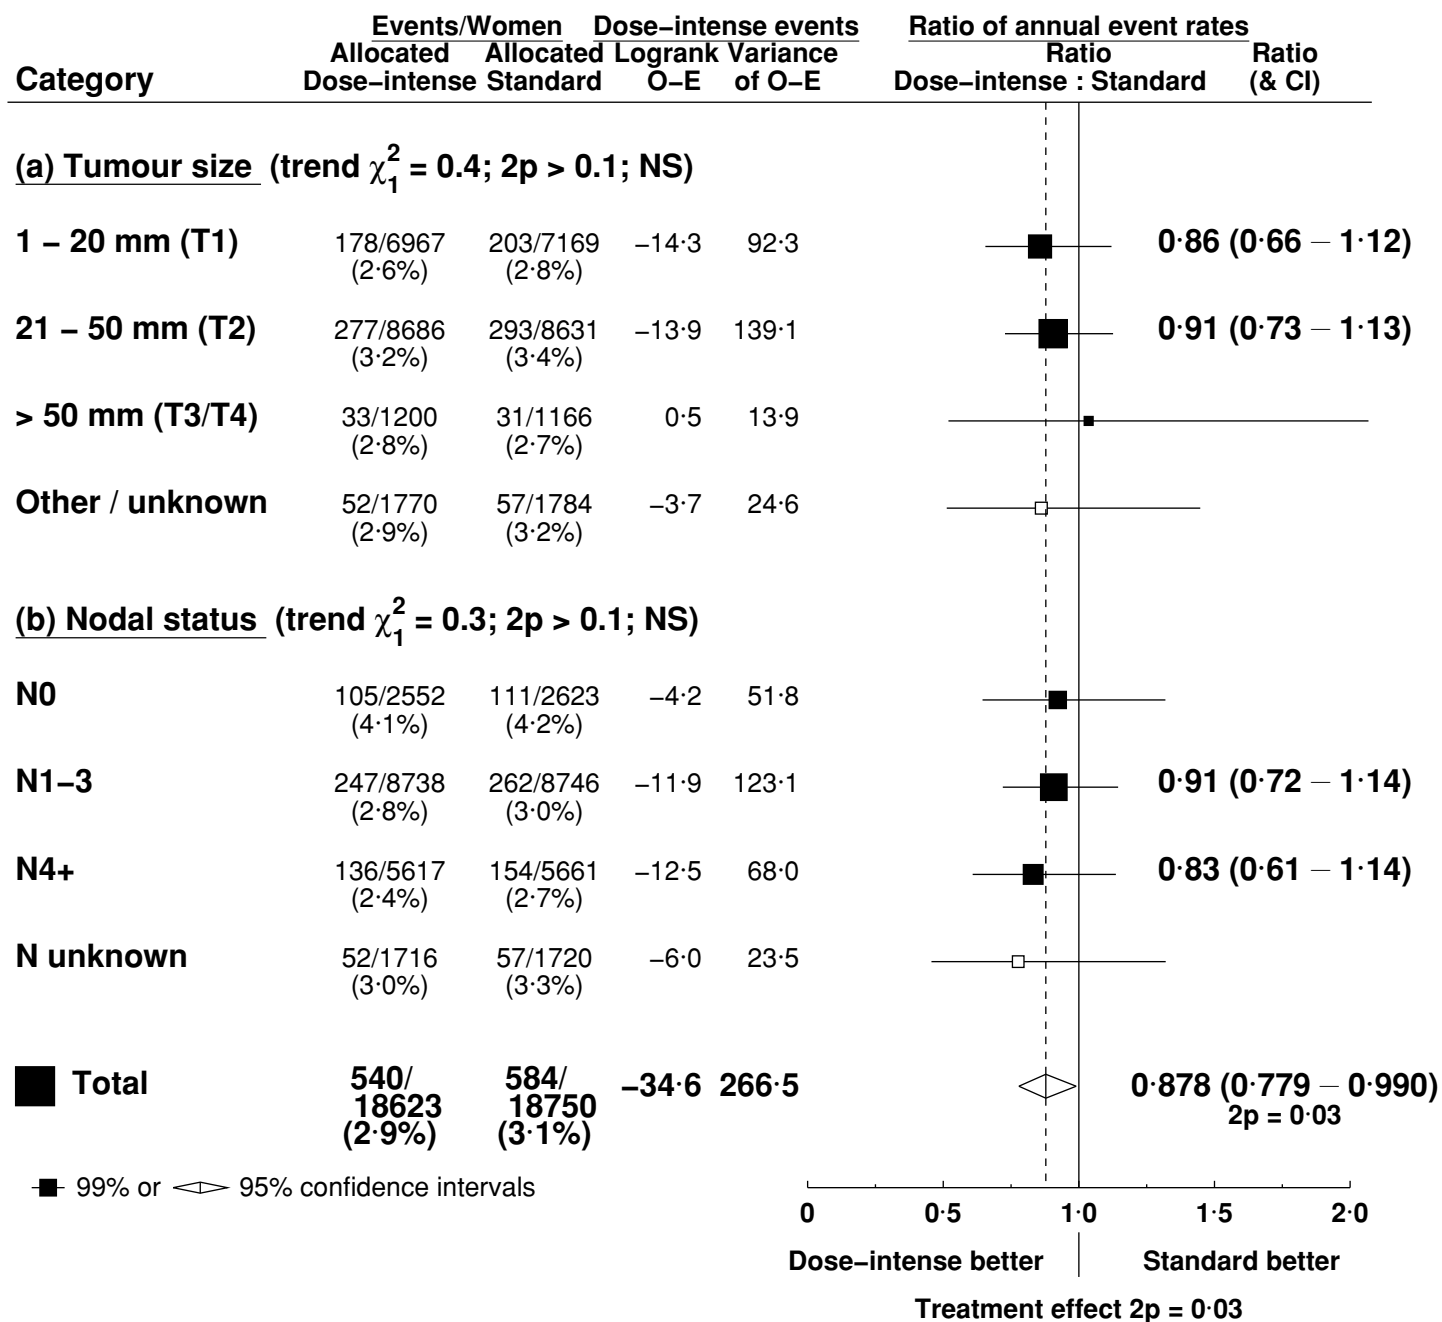 Events/Women Dose–intense events Ratio of annual event rates
Allocated Allocated Logrank Variance Ratio Ratio
Category Dose–intense Standard O–E of O–E Dose–intense : Standard (& CI)
(a) Tumour size (trend χ²₁ = 0.4; 2p > 0.1; NS)
1 – 20 mm (T1) 178/6967 203/7169 –14·3 92·3 0·86 (0·66 – 1·12)
(2·6%) (2·8%)
21 – 50 mm (T2) 277/8686 293/8631 –13·9 139·1 0·91 (0·73 – 1·13)
(3·2%) (3·4%)
> 50 mm (T3/T4) 33/1200 31/1166 0·5 13·9
(2·8%) (2·7%)
Other / unknown 52/1770 57/1784 –3·7 24·6
(2·9%) (3·2%)
(b) Nodal status (trend χ²₁ = 0.3; 2p > 0.1; NS)
N0 105/2552 111/2623 –4·2 51·8
(4·1%) (4·2%)
N1–3 247/8738 262/8746 –11·9 123·1 0·91 (0·72 – 1·14)
(2·8%) (3·0%)
N4+ 136/5617 154/5661 –12·5 68·0 0·83 (0·61 – 1·14)
(2·4%) (2·7%)
N unknown 52/1716 57/1720 –6·0 23·5
(3·0%) (3·3%)
Total 540/ 584/ –34·6 266·5 0·878 (0·779 – 0·990)
18623 18750 2p = 0·03
(2·9%) (3·1%)
99% or 95% confidence intervals
0 0·5 1·0 1·5 2·0
Dose–intense better Standard better
Treatment effect 2p = 0·03